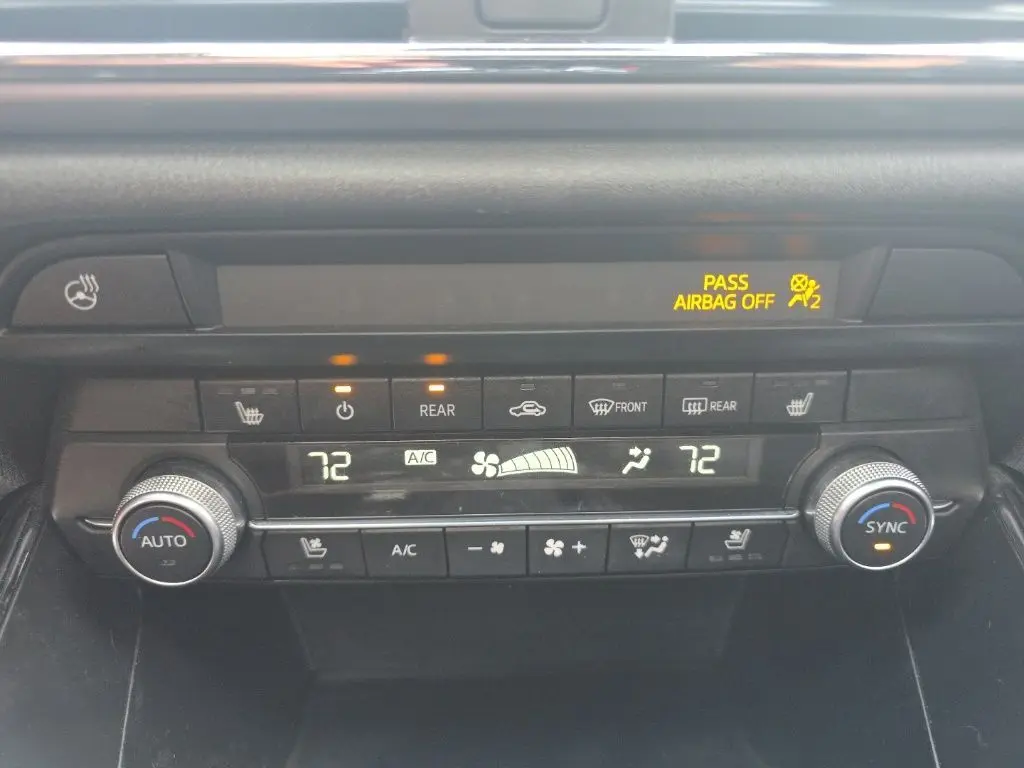 PASS
AIRBAG OFF 2
REAR
FRONT
REAR
72 A/C 72
AUTO
A/C
- +
SYNC